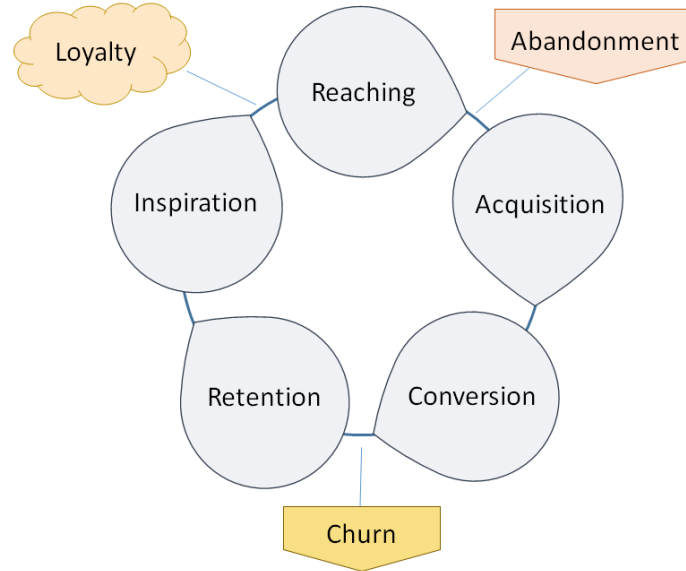 Loyalty
Reaching
Abandonment
Inspiration
Acquisition
Retention
Conversion
Churn